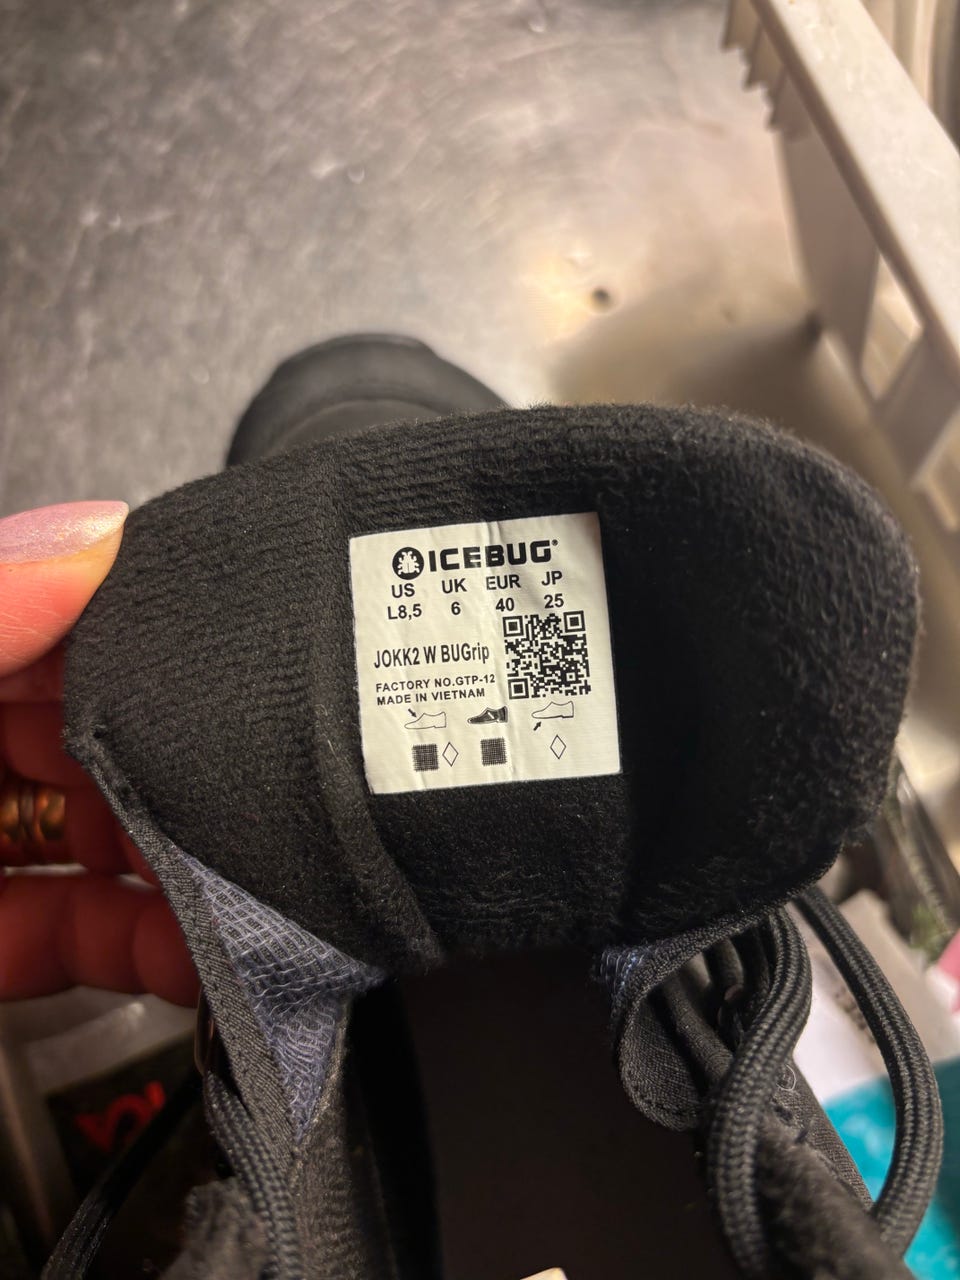 ICEBUG®
US UK EUR JP
L8,5 6 40 25
JOKK2 W BUGrip
FACTORY NO.GTP-12
MADE IN VIETNAM